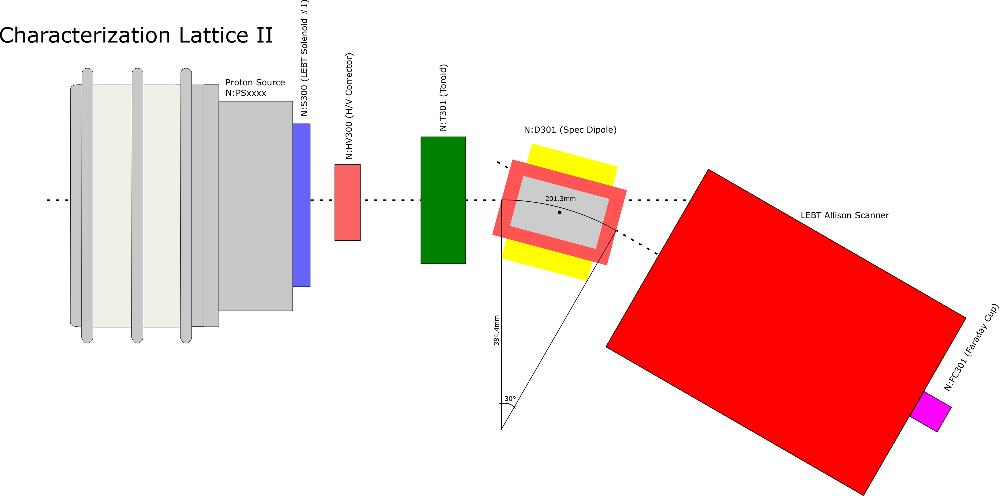 Characterization Lattice II
Proton Source
N:PSxxxx
N:S300 (LEBT Solenoid #1)
N:HV300 (H/V Corrector)
N:T301 (Toroid)
N:D301 (Spec Dipole)
201.3mm
384.4mm
30°
LEBT Allison Scanner
N:FC301 (Faraday Cup)